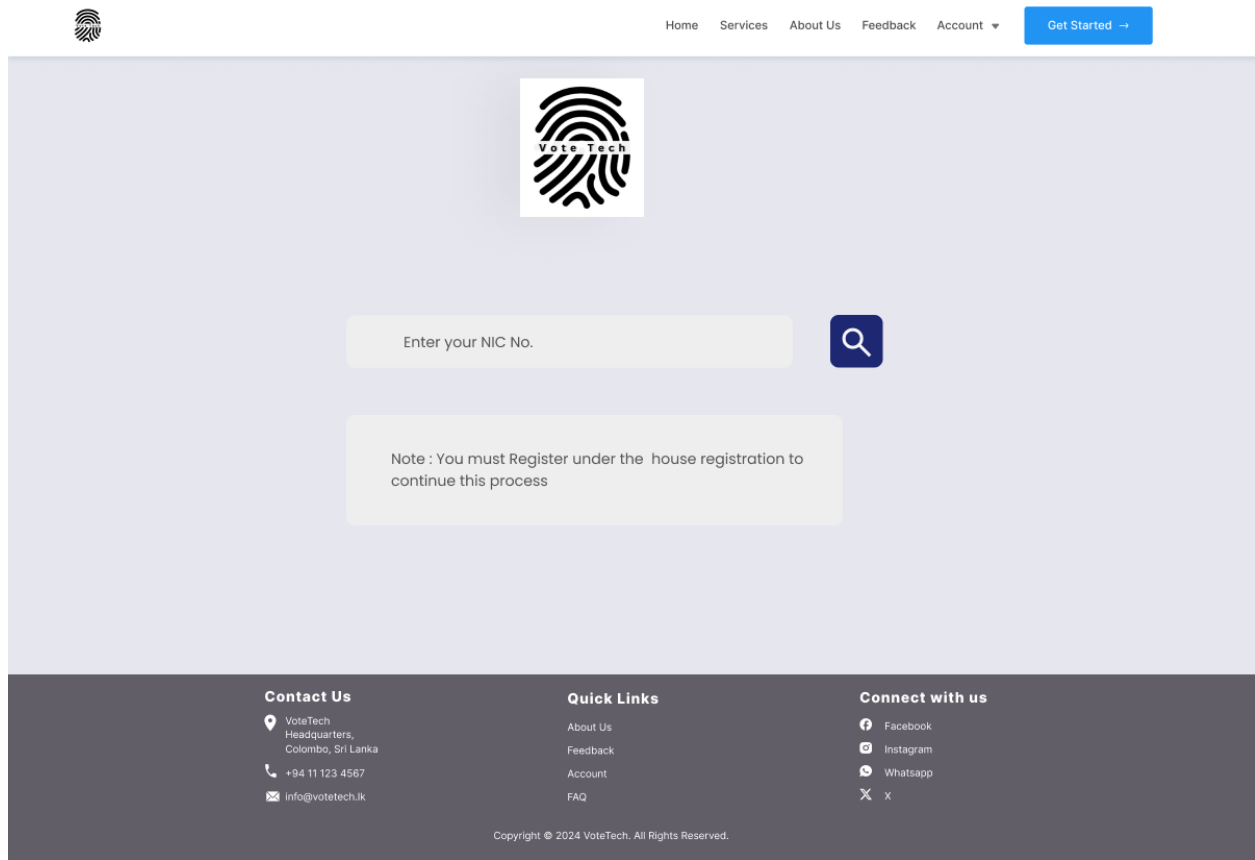 Home Services About Us Feedback Account Get Started →
Vote Tech
Enter your NIC No.
Note : You must Register under the house registration to
continue this process
Contact Us
VoteTech
Headquarters,
Colombo, Sri Lanka
+94 11 123 4567
info@votetech.lk
Quick Links
About Us
Feedback
Account
FAQ
Connect with us
Facebook
Instagram
Whatsapp
X
Copyright © 2024 VoteTech. All Rights Reserved.